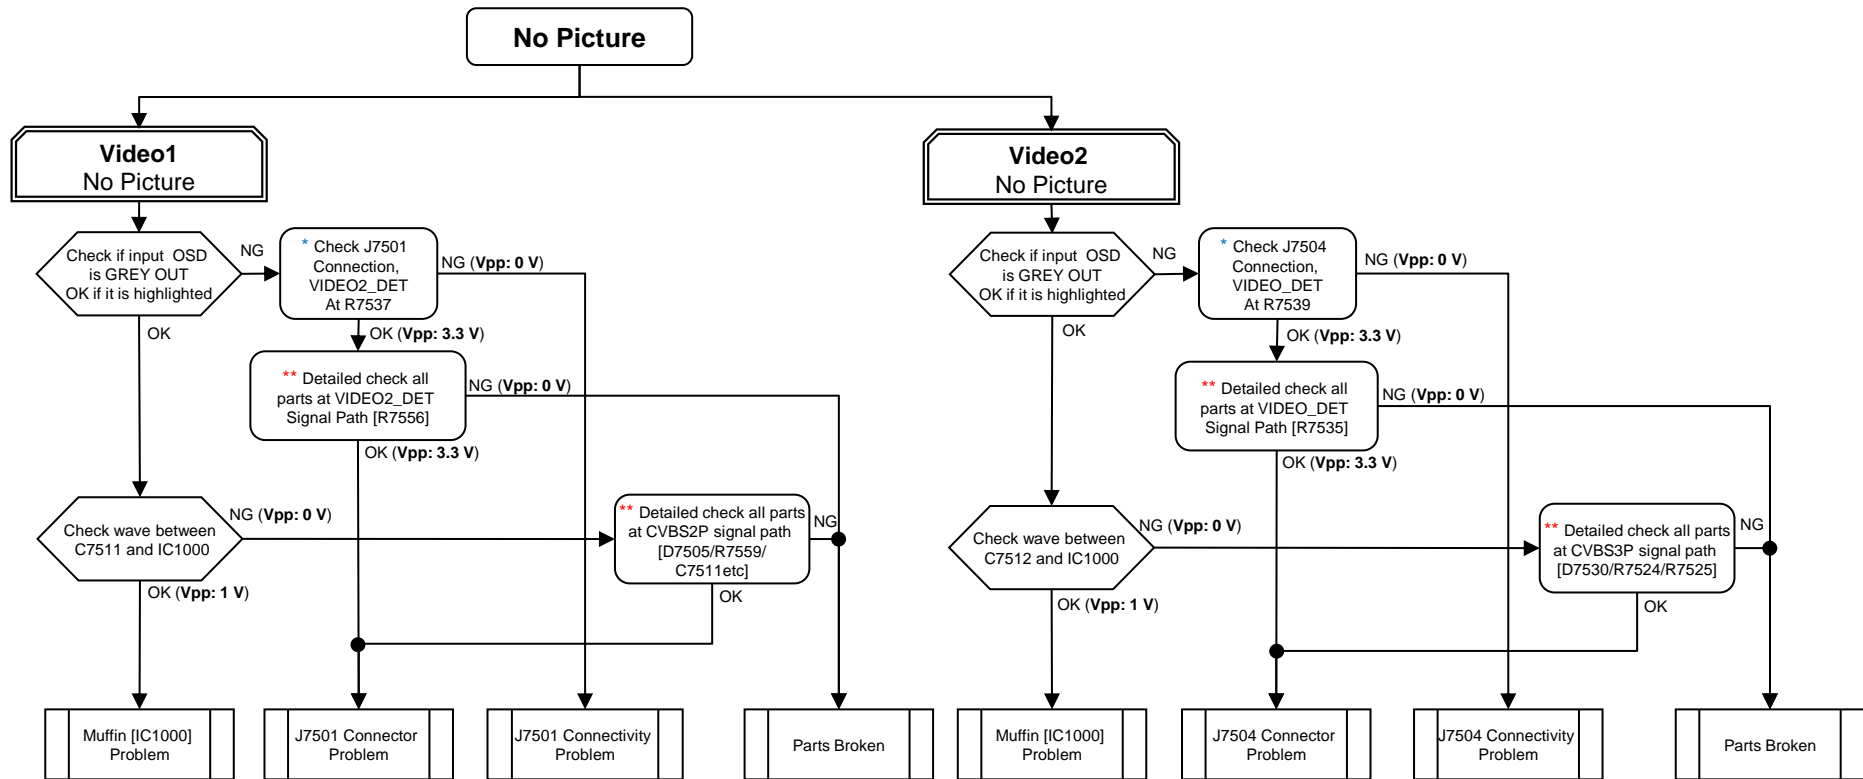 No Picture
Video1
No Picture
Check if input OSD
is GREY OUT
OK if it is highlighted
NG
* Check J7501
Connection,
VIDEO2_DET
At R7537
NG (Vpp: 0 V)
OK
OK (Vpp: 3.3 V)
** Detailed check all
parts at VIDEO2_DET
Signal Path [R7556]
NG (Vpp: 0 V)
OK (Vpp: 3.3 V)
Check wave between
C7511 and IC1000
NG (Vpp: 0 V)
** Detailed check all parts
at CVBS2P signal path
[D7505/R7559/
C7511etc]
NG
OK
OK (Vpp: 1 V)
Muffin [IC1000]
Problem
J7501 Connector
Problem
J7501 Connectivity
Problem
Parts Broken
Video2
No Picture
Check if input OSD
is GREY OUT
OK if it is highlighted
NG
* Check J7504
Connection,
VIDEO_DET
At R7539
NG (Vpp: 0 V)
OK
OK (Vpp: 3.3 V)
** Detailed check all
parts at VIDEO_DET
Signal Path [R7535]
NG (Vpp: 0 V)
OK (Vpp: 3.3 V)
Check wave between
C7512 and IC1000
NG (Vpp: 0 V)
** Detailed check all parts
at CVBS3P signal path
[D7530/R7524/R7525]
NG
OK
OK (Vpp: 1 V)
Muffin [IC1000]
Problem
J7504 Connector
Problem
J7504 Connectivity
Problem
Parts Broken